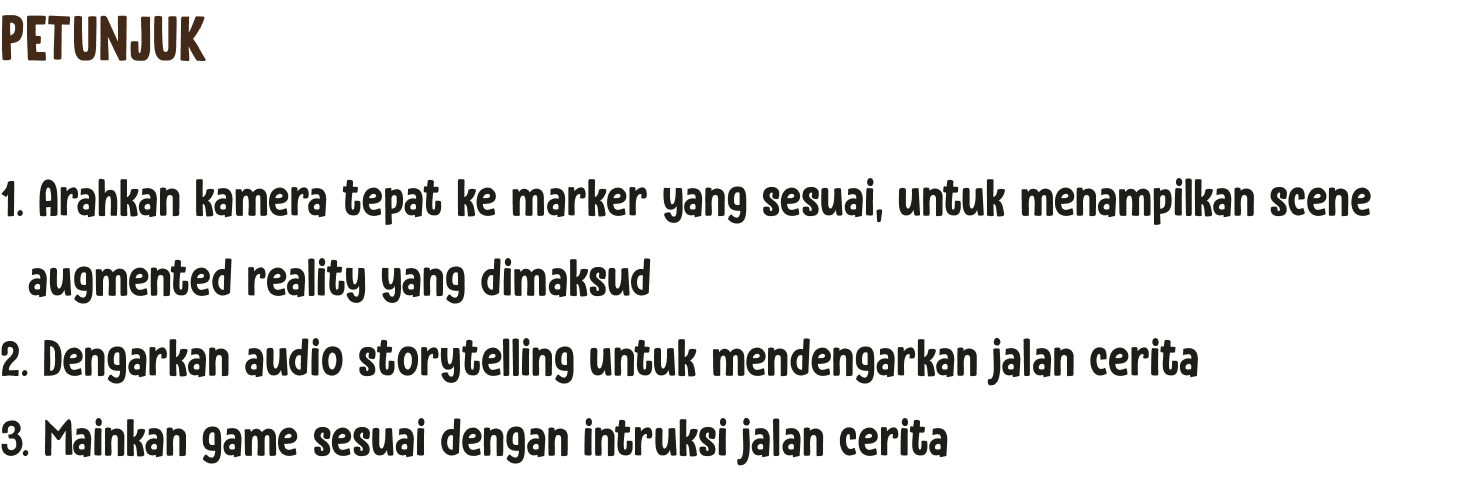 PETUNJUK
1. Arahkan kamera tepat ke marker yang sesuai, untuk menampilkan scene
augmented reality yang dimaksud
2. Dengarkan audio storytelling untuk mendengarkan jalan cerita
3. Mainkan game sesuai dengan intruksi jalan cerita